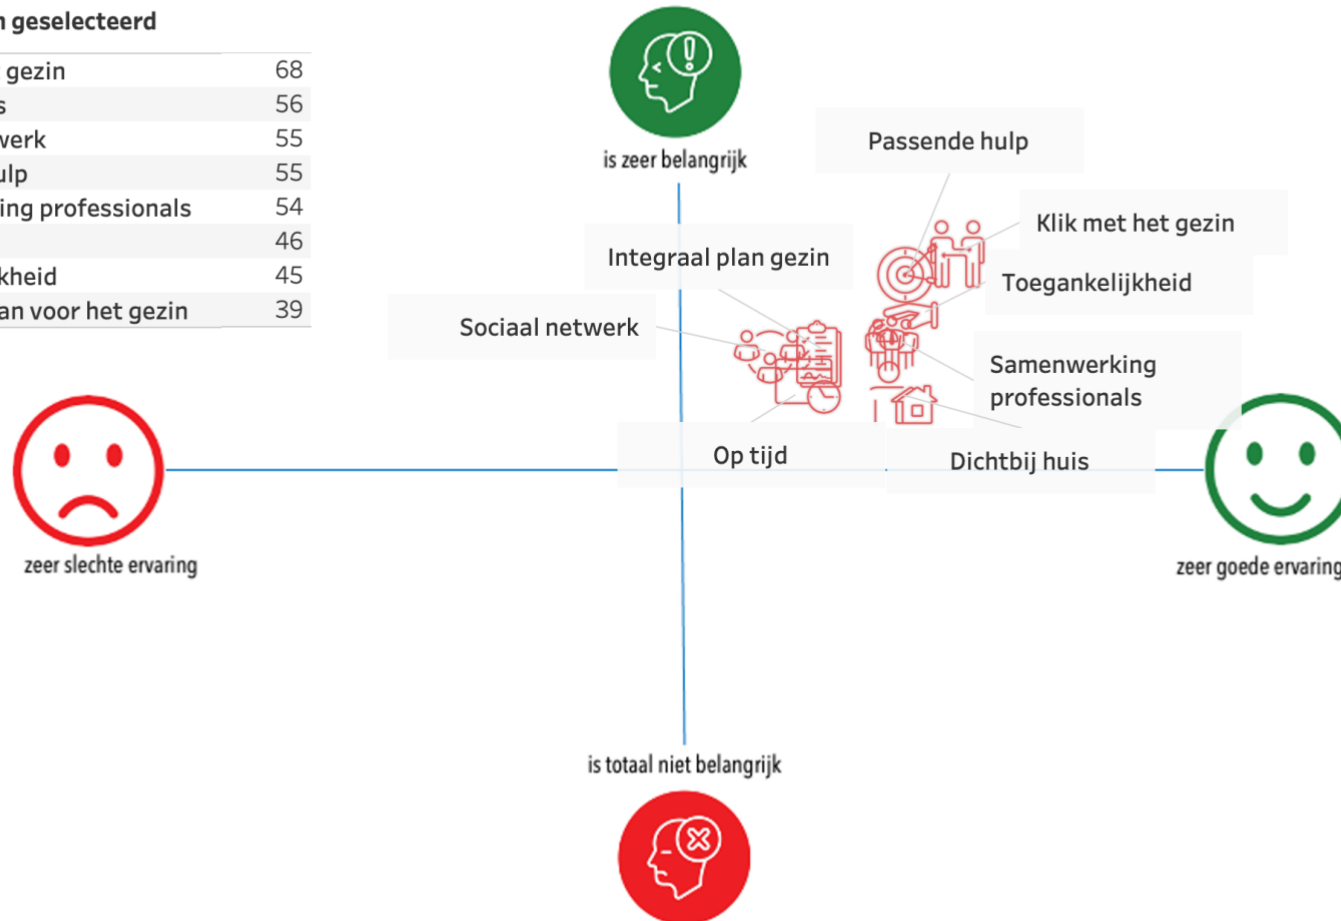 n geselecteerd
gezin 68
s 56
werk 55
ulp 55
ing professionals 54
46
kheid 45
an voor het gezin 39
is zeer belangrijk
Passende hulp
Klik met het gezin
Integraal plan gezin
Toegankelijkheid
Sociaal netwerk
Samenwerking
professionals
Op tijd
Dichtbij huis
zeer slechte ervaring
zeer goede ervaring
is totaal niet belangrijk